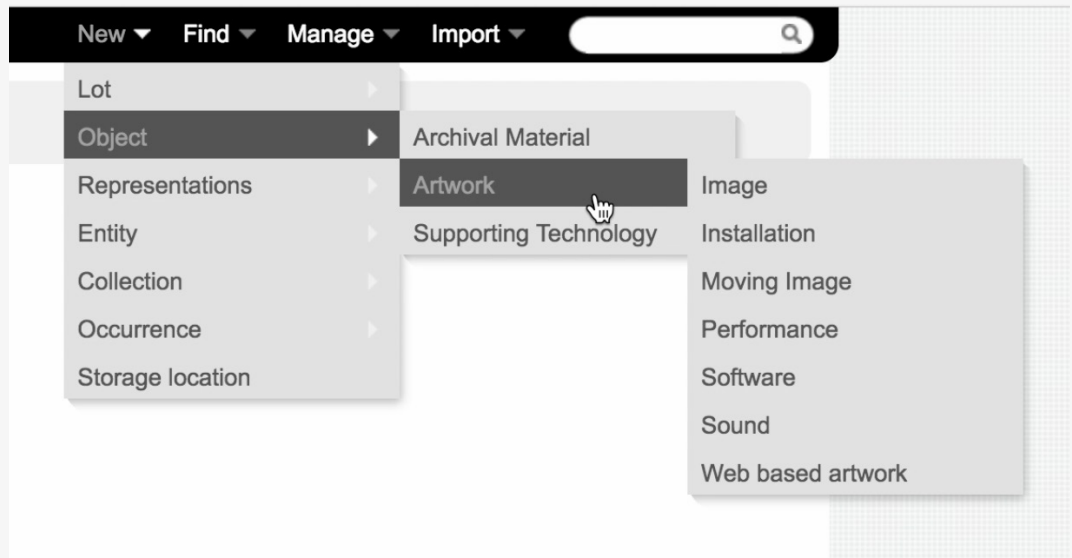 New Find Manage Import
Lot
Object
Representations
Entity
Collection
Occurrence
Storage location
Archival Material
Artwork
Supporting Technology
Image
Installation
Moving Image
Performance
Software
Sound
Web based artwork